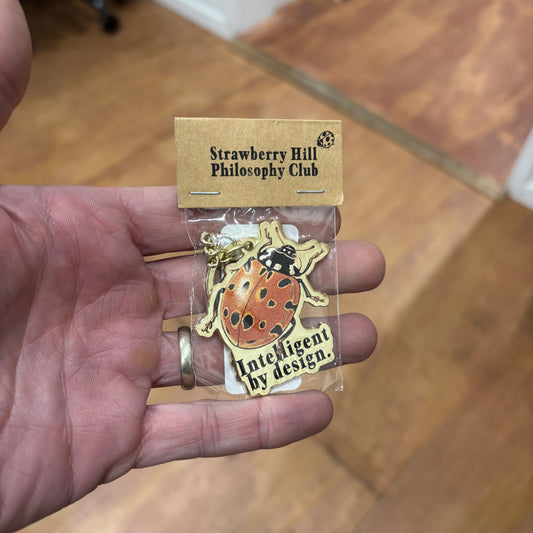 Strawberry Hill
Philosophy Club
Intelligent
by design.